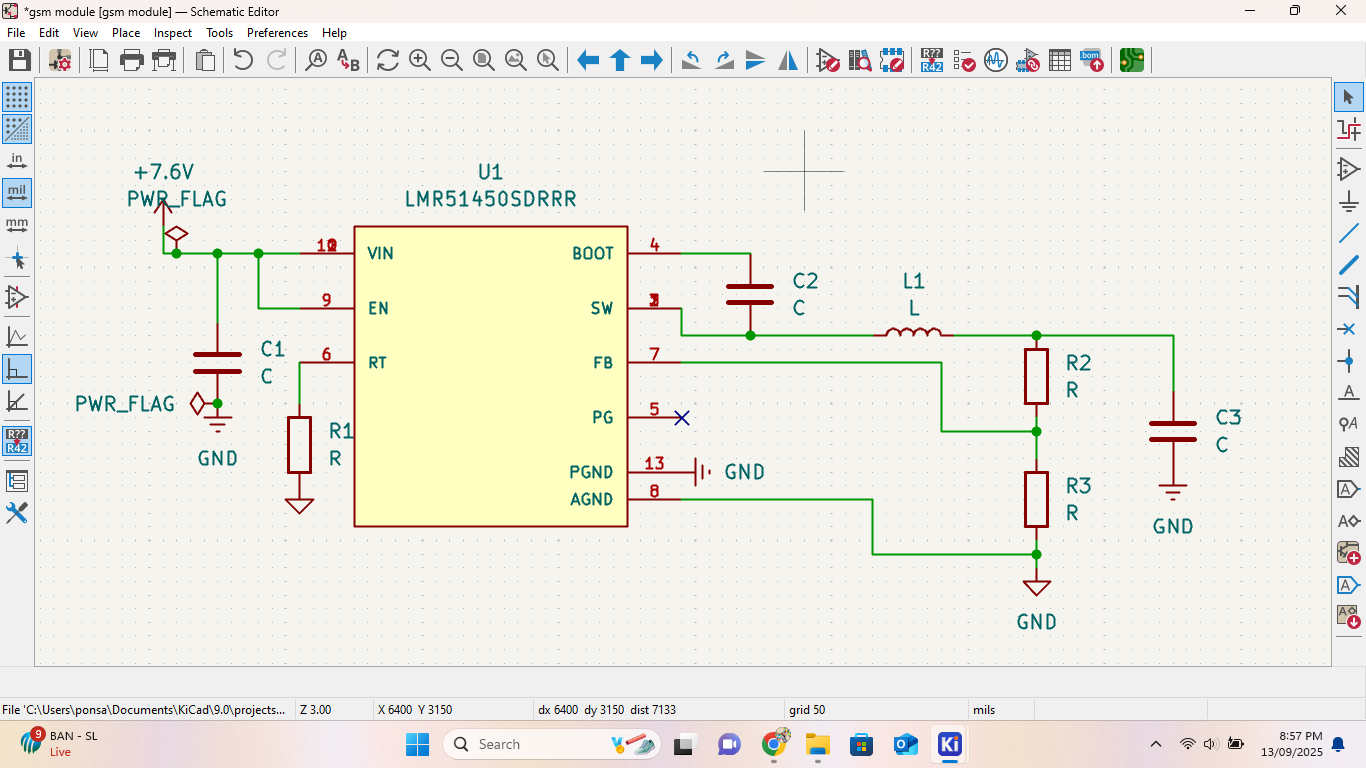 *gsm module [gsm module] — Schematic Editor
File Edit View Place Inspect Tools Preferences Help
R??
R42
bom
in
mil
mm
R??
R42
+7.6V
PWR_FLAG
U1
LMR51450SDRRR
VIN
9
EN
6
RT
4
BOOT
SW
7
FB
5
PG
13
PGND
8
AGND
C1
C
PWR_FLAG
GND
R1
R
C2
C
L1
L
R2
R
R3
R
C3
C
GND
GND
GND
File 'C:\Users\ponsa\Documents\KiCad\9.0\projects... Z 3.00 X 6400 Y 3150 dx 6400 dy 3150 dist 7133 grid 50 mils
9
BAN - SL
Live
Search
Ki
8:57 PM
13/09/2025